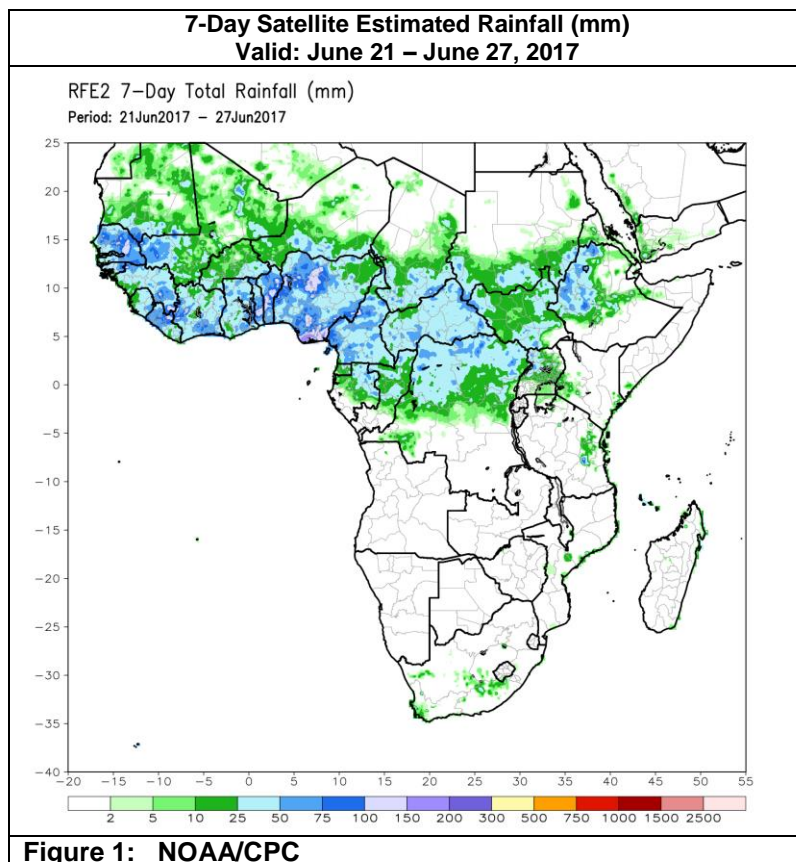 7-Day Satellite Estimated Rainfall (mm)
Valid: June 21 – June 27, 2017
RFE2 7-Day Total Rainfall (mm)
Period: 21Jun2017 – 27Jun2017
25
20
15
10
5
0
-5
-10
-15
-20
-25
-30
-35
-40
-20 -15 -10 -5 0 5 10 15 20 25 30 35 40 45 50 55
2 5 10 25 50 75 100 150 200 300 500 750 1000 1500 2500
Figure 1: NOAA/CPC